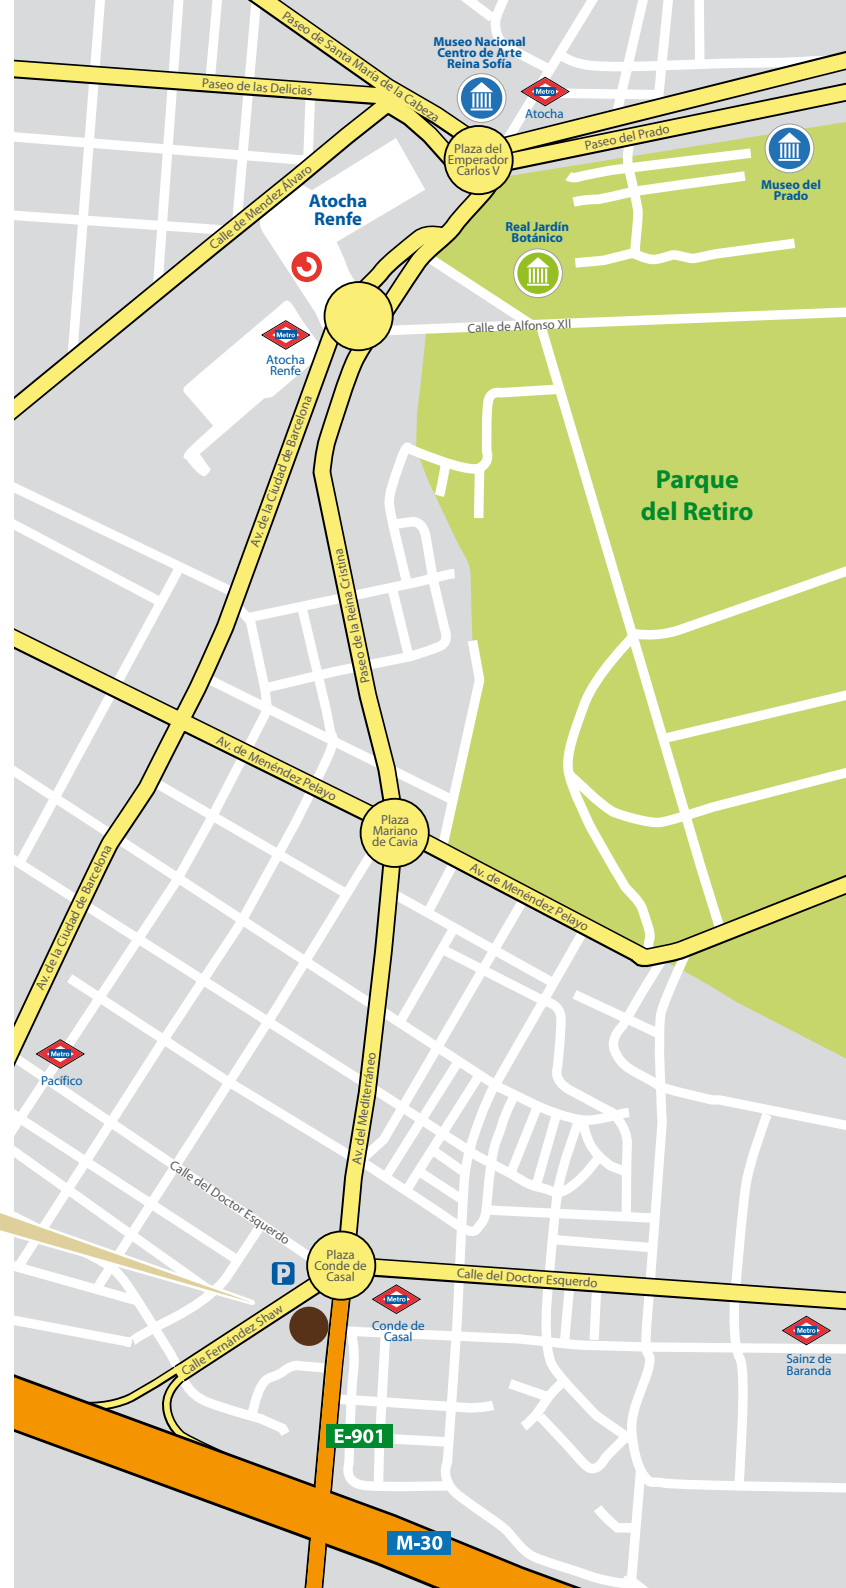 Paseo de Santa María de la Cabeza
Museo Nacional
Centro de Arte
Reina Sofía
Paseo de las Delicias
Metro
Atocha
Plaza del
Emperador
Carlos V
Paseo del Prado
Museo del
Prado
Calle de Mendez Álvaro
Atocha
Renfe
Real Jardín
Botánico
Metro
Atocha
Renfe
Calle de Alfonso XII
Av. de la Ciudad de Barcelona
Parque
del Retiro
Paseo de la Reina Cristina
Av. de Menéndez Pelayo
Plaza
Mariano
de Cavia
Av. de Menéndez Pelayo
Av. de la Ciudad de Barcelona
Metro
Pacífico
Av. del Mediterráneo
Calle del Doctor Esquerdo
P
Plaza
Conde de
Casal
Calle del Doctor Esquerdo
Metro
Conde de
Casal
Metro
Sainz de
Baranda
Calle Fernández Shaw
E-901
M-30